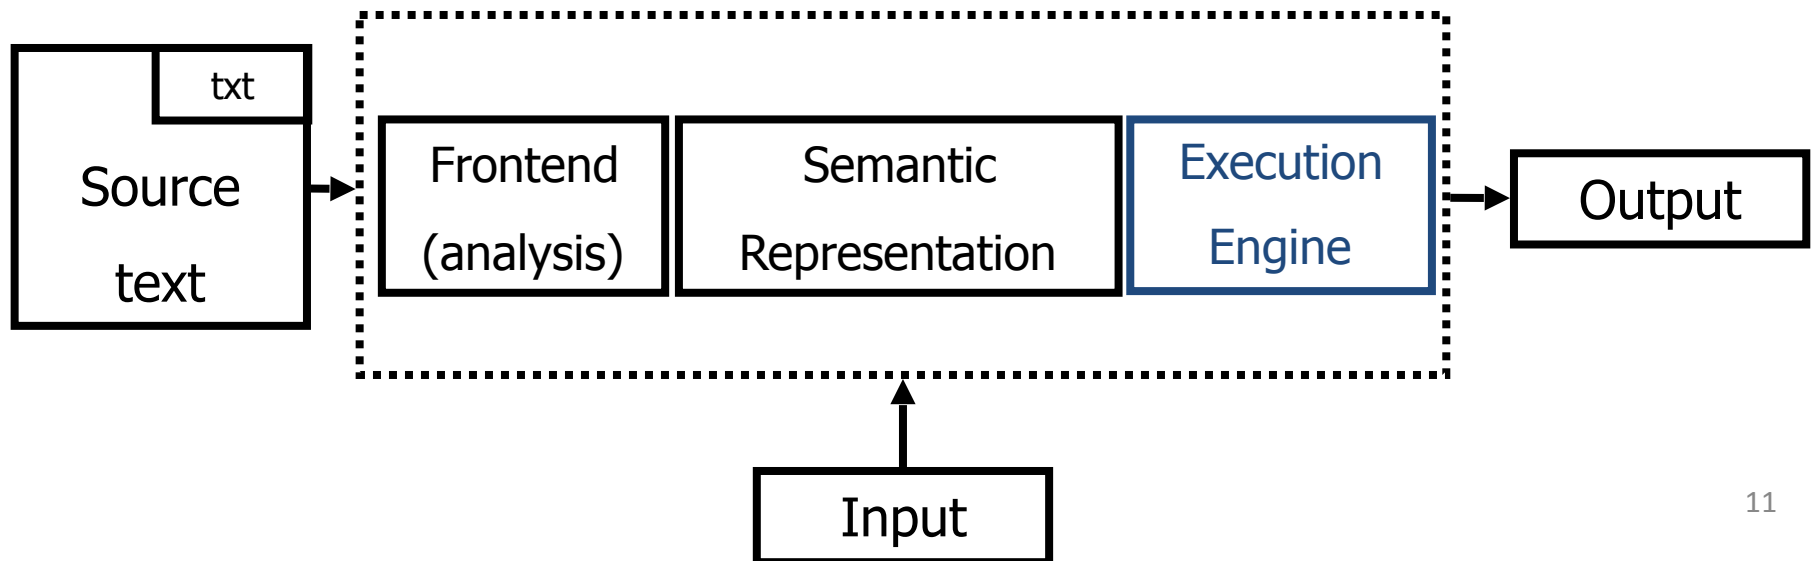 txt
Source
text
Frontend
(analysis)
Semantic
Representation
Execution
Engine
Output
Input
11